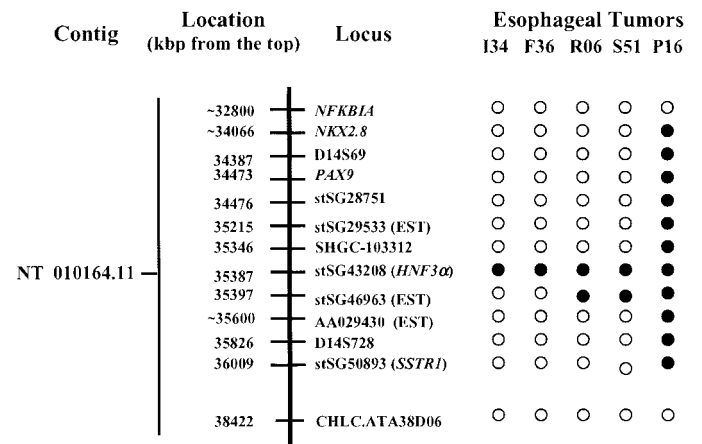 Contig Location Locus Esophageal Tumors
(kbp from the top) I34 F36 R06 S51 P16
~32800 NFKBIA
~34066 NKX2.8
34387 D14S69
34473 PAX9
34476 stSG28751
35215 stSG29533 (EST)
35346 SHGC-103312
NT 010164.11 35387 stSG43208 (HNF3α)
35397 stSG46963 (EST)
~35600 AA029430 (EST)
35826 D14S728
36009 stSG50893 (SSTR1)
38422 CHLC.ATA38D06